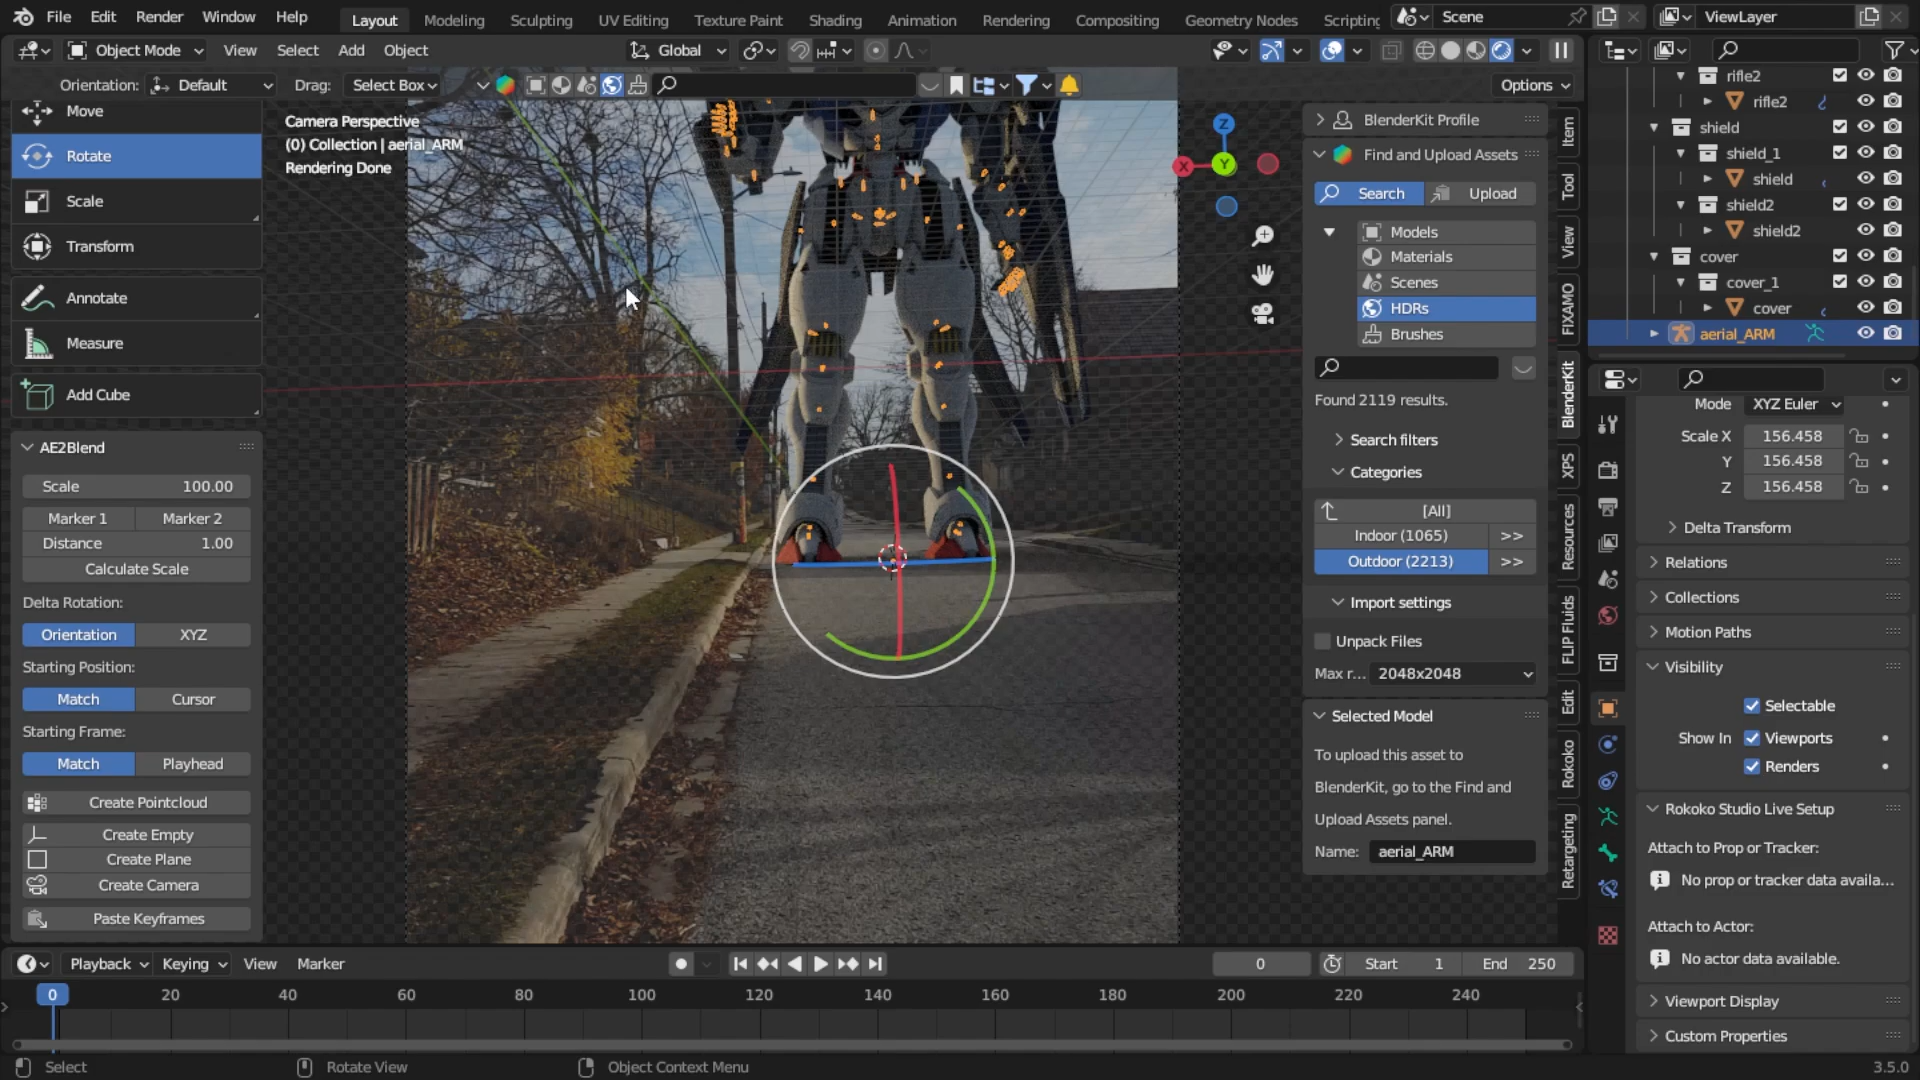 File Edit Render Window Help Layout Modeling Sculpting UV Editing Texture Paint Shading Animation Rendering Compositing Geometry Nodes Scripting Scene ViewLayer
Object Mode View Select Add Object Global
Orientation: Default Drag: Select Box Options
Move
Rotate
Scale
Transform
Annotate
Measure
Add Cube
AE2Blend
Scale 100.00
Marker 1 Marker 2
Distance 1.00
Calculate Scale
Delta Rotation:
Orientation XYZ
Starting Position:
Match Cursor
Starting Frame:
Match Playhead
Create Pointcloud
Create Empty
Create Plane
Create Camera
Paste Keyframes
Camera Perspective
(0) Collection | aerial_ARM
Rendering Done
Z
X
Y
BlenderKit Profile
Find and Upload Assets
Search Upload
Models
Materials
Scenes
HDRs
Brushes
Found 2119 results.
Search filters
Categories
[All]
Indoor (1065) >>
Outdoor (2213) >>
Import settings
Unpack Files
Max r... 2048x2048
Selected Model
To upload this asset to
BlenderKit, go to the Find and
Upload Assets panel.
Name: aerial_ARM
Item
Tool
View
FIXAMO
BlenderKit
XPS
Resources
FLIP Fluids
Edit
Rokoko
Retargeting
rifle2
rifle2
shield
shield_1
shield
shield2
shield2
cover
cover_1
cover
aerial_ARM
Mode XYZ Euler
Scale X 156.458
Y 156.458
Z 156.458
Delta Transform
Relations
Collections
Motion Paths
Visibility
Selectable
Show In Viewports
Renders
Rokoko Studio Live Setup
Attach to Prop or Tracker:
No prop or tracker data availa...
Attach to Actor:
No actor data available.
Viewport Display
Custom Properties
Playback Keying View Marker 0 Start 1 End 250
0 20 40 60 80 100 120 140 160 180 200 220 240
Select Rotate View Object Context Menu 3.5.0